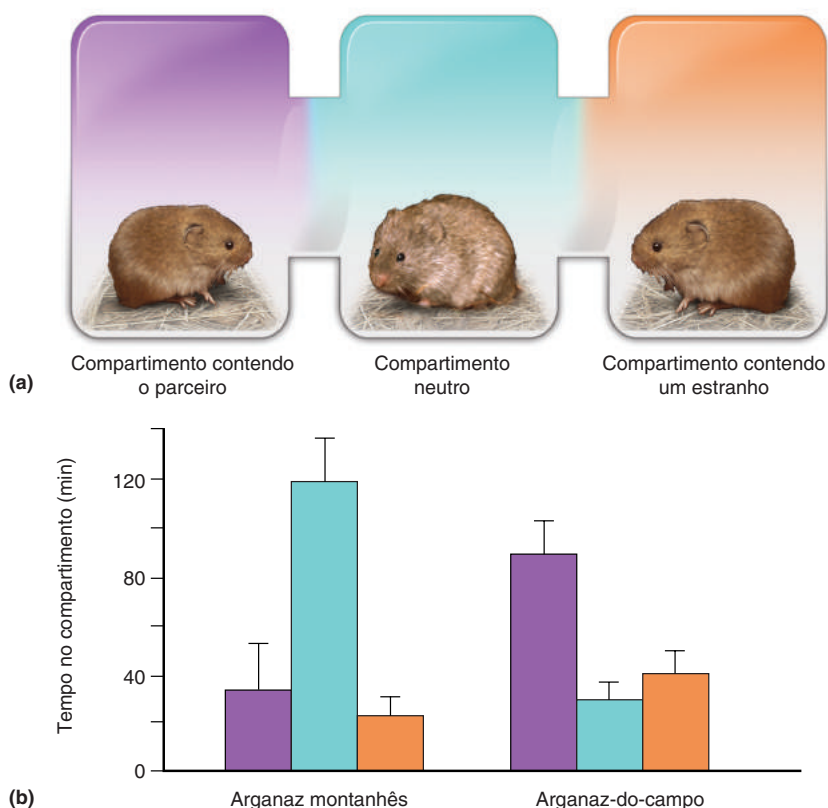 Compartimento contendo
o parceiro
Compartimento
neutro
Compartimento contendo
um estranho
(a)
Tempo no compartimento (min)
120
80
40
0
Arganaz montanhês
Arganaz-do-campo
(b)